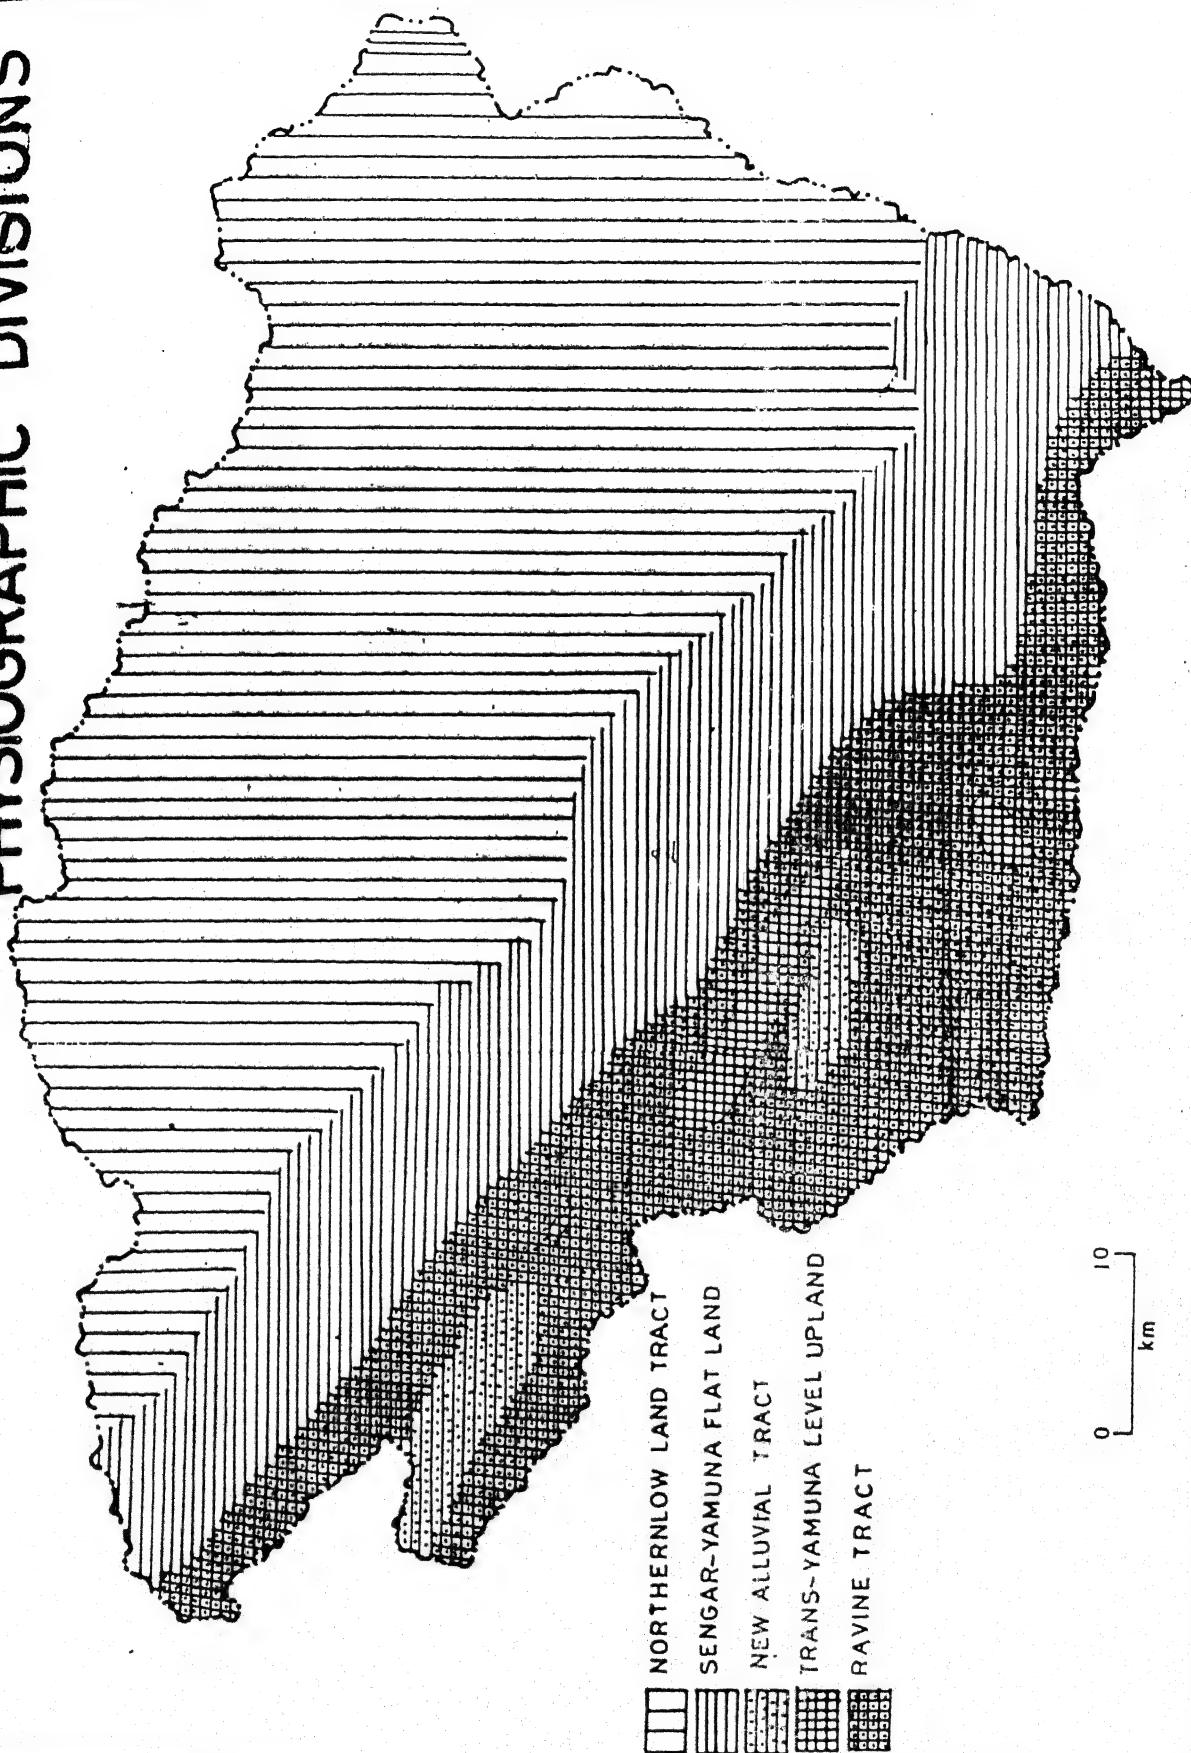 PHYSIOGRAPHIC DIVISIONS
NORTHERNLOW LAND TRACT
SENGAR-YAMUNA FLAT LAND
NEW ALLUVIAL TRACT
TRANS-YAMUNA LEVEL UPLAND
RAVINE TRACT
0 10
km